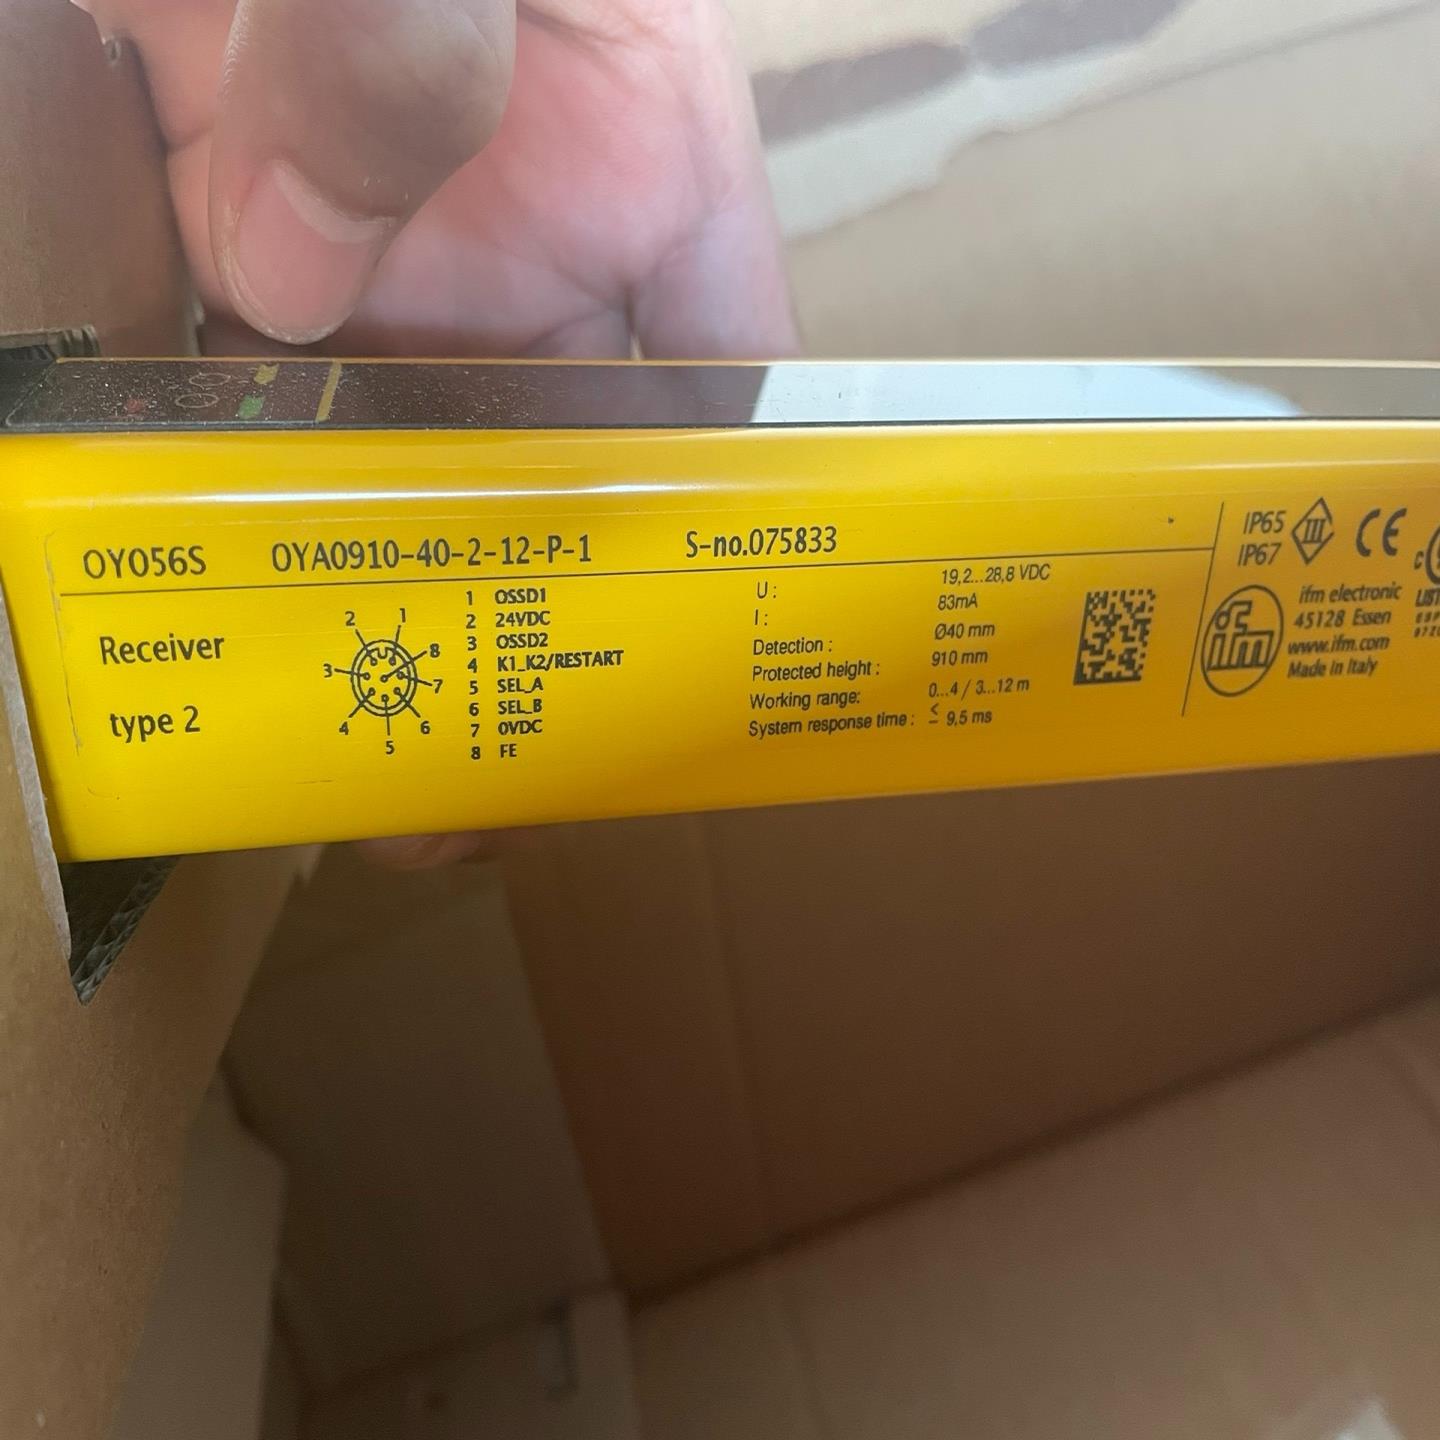 OY056S OYA0910-40-2-12-P-1 S-no.075833
Receiver
type 2
1
2
3
4
5
6
7
8
1 OSSD1
2 24VDC
3 OSSD2
4 K1_K2/RESTART
5 SEL_A
6 SEL_B
7 0VDC
8 FE
U: 19,2...28,8 VDC
I: 83mA
Detection: Ø40 mm
Protected height: 910 mm
Working range: 0...4 / 3...12 m
System response time: ≤ 9,5 ms
IP65
IP67
III
CE
ifm
ifm electronic
45128 Essen
www.ifm.com
Made in Italy
c
LIST